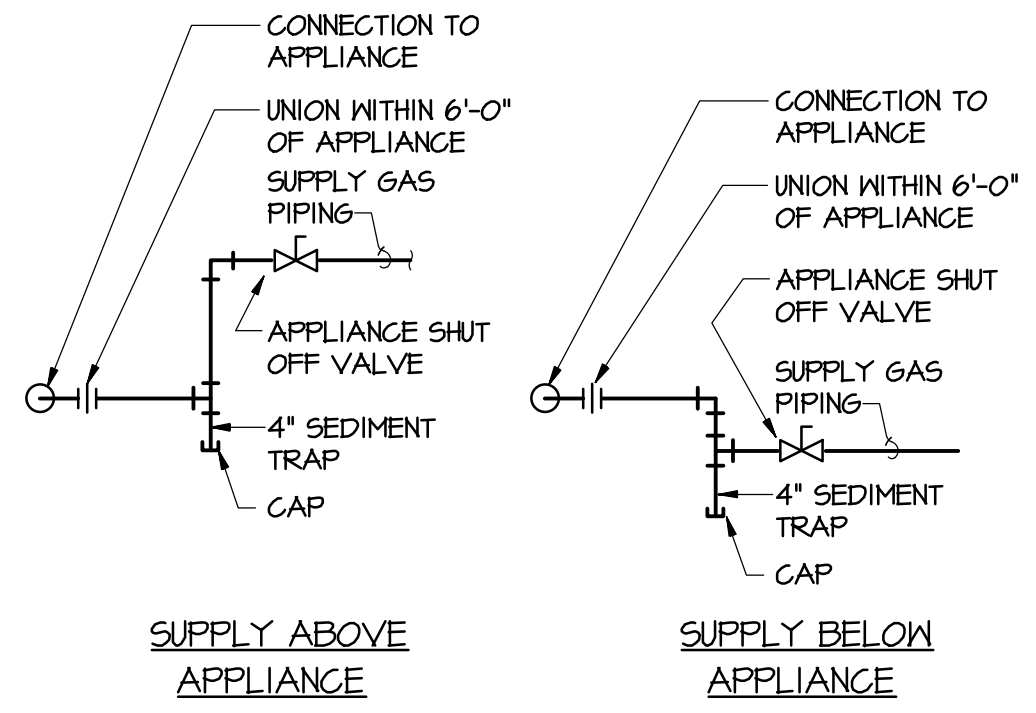 CONNECTION TO
APPLIANCE
UNION WITHIN 6'-0"
OF APPLIANCE
SUPPLY GAS
PIPING
APPLIANCE SHUT
OFF VALVE
4" SEDIMENT
TRAP
CAP
SUPPLY ABOVE
APPLIANCE
CONNECTION TO
APPLIANCE
UNION WITHIN 6'-0"
OF APPLIANCE
APPLIANCE SHUT
OFF VALVE
SUPPLY GAS
PIPING
4" SEDIMENT
TRAP
CAP
SUPPLY BELOW
APPLIANCE